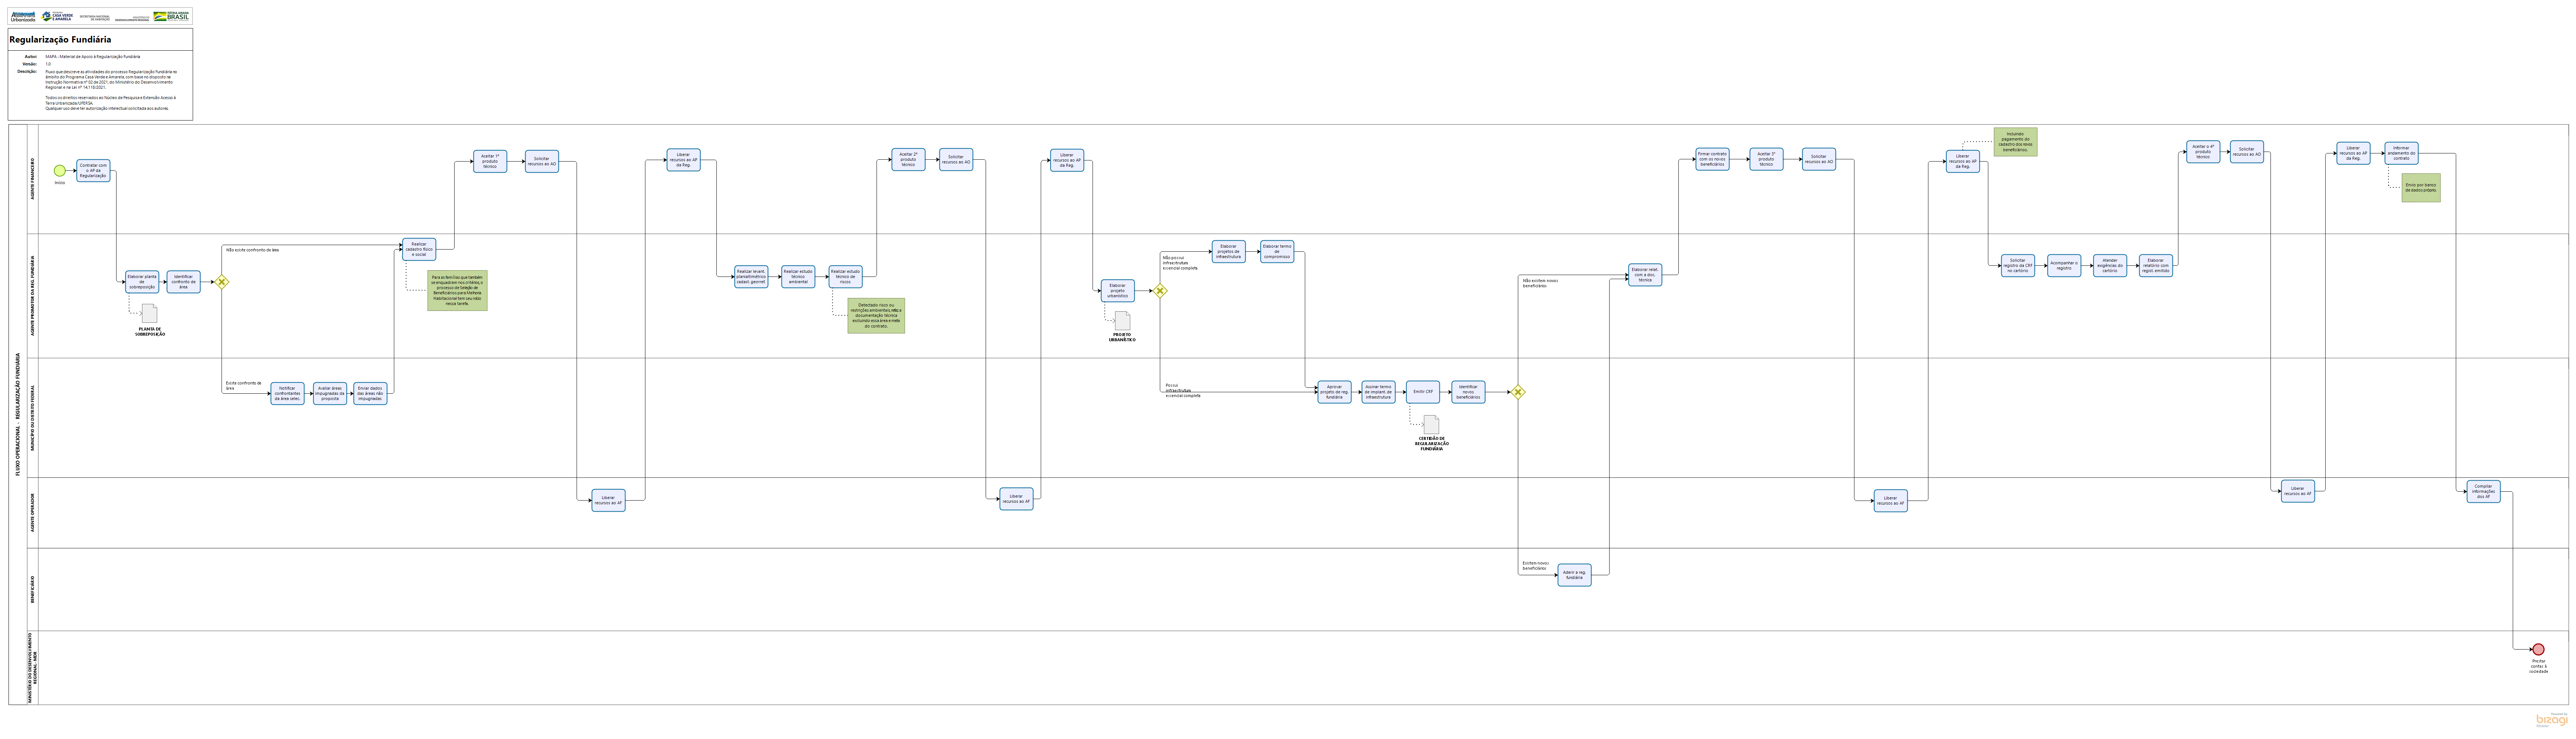 Acesso à Terra
Urbanizada
CASA VERDE
E AMARELA
SECRETARIA NACIONAL
DE HABITAÇÃO
MINISTÉRIO DO
DESENVOLVIMENTO REGIONAL
PÁTRIA AMADA
BRASIL
Regularização Fundiária
Autor: MAPA - Material de Apoio à Regularização Fundiária
Versão: 1.0
Descrição: Fluxo que descreve as atividades do processo Regularização Fundiária no
âmbito do Programa Casa Verde e Amarela, com base no disposto na
Instrução Normativa nº 02 de 2021, do Ministério do Desenvolvimento
Regional e na Lei nº 14.118/2021.
Todos os direitos reservados ao Núcleo de Pesquisa e Extensão Acesso à
Terra Urbanizada/UFERSA.
Qualquer uso deve ter autorização intelectual solicitada aos autores.
FLUXO OPERACIONAL - REGULARIZAÇÃO FUNDIÁRIA
AGENTE FINANCEIRO
Início
Contratar com
o AP da
Regularização
Aceitar 1º
produto
técnico
Solicitar
recursos ao AO
Liberar
recursos ao AP
da Reg.
Aceitar 2º
produto
técnico
Solicitar
recursos ao AO
Liberar
recursos ao AP
da Reg.
Firmar contrato
com os novos
beneficiários
Aceitar 3º
produto
técnico
Solicitar
recursos ao AO
Liberar
recursos ao AP
da Reg.
Incluindo
pagamento do
cadastro dos novos
beneficiários.
Aceitar o 4º
produto
técnico
Solicitar
recursos ao AO
Liberar
recursos ao AP
da Reg.
Informar
andamento do
contrato
Envio por banco
de dados próprio.
AGENTE PROMOTOR DA REG. FUNDIÁRIA
Elaborar planta
de
sobreposição
PLANTA DE
SOBREPOSIÇÃO
Identificar
confronto de
área
Não existe confronto de área
Existe confronto de
área
Realizar
cadastro físico
e social
Para as famílias que também
se enquadram nos critérios, o
processo de Seleção de
Beneficiários para Melhoria
Habitacional tem seu início
nessa tarefa.
Realizar levant.
planialtimétrico
cadast. georref.
Realizar estudo
técnico
ambiental
Realizar estudo
técnico de
riscos
Detectado risco ou
restrições ambientais, retira
documentação técnica
excluindo essa área e meta
do contrato.
Elaborar
projeto
urbanístico
PROJETO
URBANÍSTICO
Não possui
infraestrutura
essencial completa
Possui
infraestrutura
essencial completa
Elaborar
projetos de
infraestrutura
Elaborar termo
de
compromisso
Não existem novos
beneficiários
Elaborar relat.
com a doc.
técnica
Solicitar
registro da CRF
no cartório
Acompanhar o
registro
Atender
exigências do
cartório
Elaborar
relatório com
regist. emitido
MUNICÍPIO OU DISTRITO FEDERAL
Notificar
confrontantes
da área selec.
Avaliar áreas
impugnadas da
proposta
Enviar dados
das áreas não
impugnadas
Aprovar
projeto de reg.
fundiária
Assinar termo
de implant. de
infraestrutura
Emitir CRF
CERTIDÃO DE
REGULARIZAÇÃO
FUNDIÁRIA
Identificar
novos
beneficiários
AGENTE OPERADOR
Liberar
recursos ao AF
Liberar
recursos ao AF
Liberar
recursos ao AF
Liberar
recursos ao AF
Compilar
informações
dos AF
BENEFICIÁRIO
Existem novos
beneficiários
Aderir a reg.
fundiária
MINISTÉRIO DO DESENVOLVIMENTO
REGIONAL- MDR
Prestar
contas à
sociedade
Powered by
bizagi
Modeler